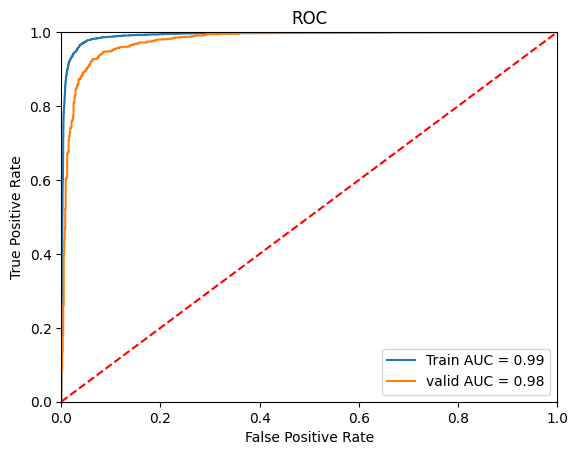 ROC
True Positive Rate
1.0
0.8
0.6
0.4
0.2
0.0
Train AUC = 0.99
valid AUC = 0.98
0.0 0.2 0.4 0.6 0.8 1.0
False Positive Rate